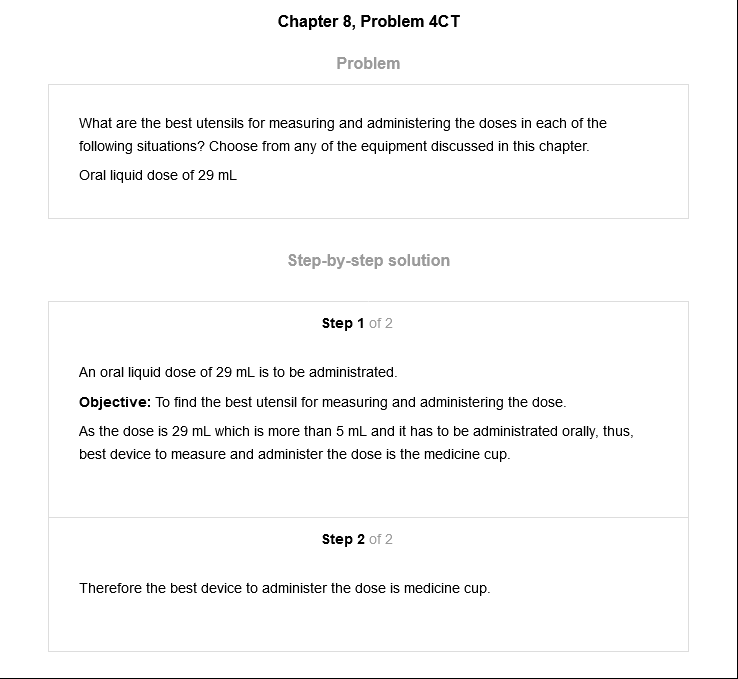 Chapter 8, Problem 4CT
Problem
What are the best utensils for measuring and administering the doses in each of the
following situations? Choose from any of the equipment discussed in this chapter.
Oral liquid dose of 29 mL
Step-by-step solution
Step 1 of 2
An oral liquid dose of 29 mL is to be administrated.
Objective: To find the best utensil for measuring and administering the dose.
As the dose is 29 mL which is more than 5 mL and it has to be administrated orally, thus,
best device to measure and administer the dose is the medicine cup.
Step 2 of 2
Therefore the best device to administer the dose is medicine cup.